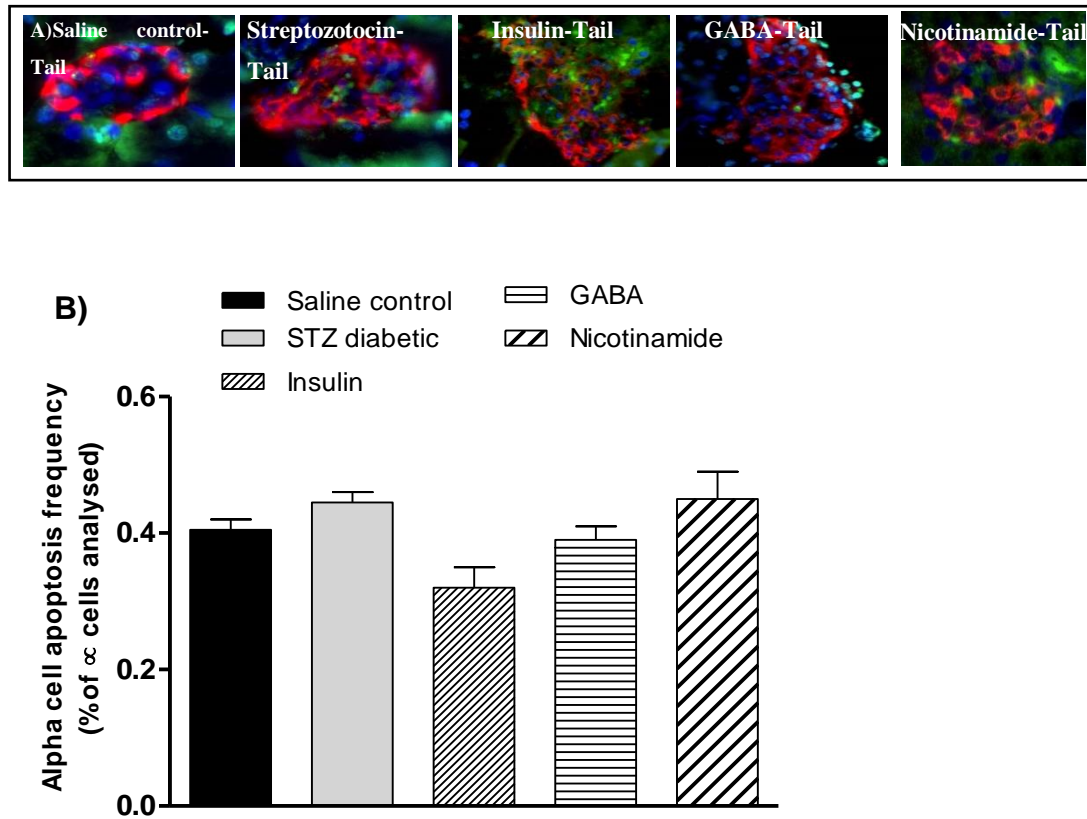 A)Saline control-
Tail
Streptozotocin-
Tail
Insulin-Tail
GABA-Tail
Nicotinamide-Tail
B)
Saline control
STZ diabetic
Insulin
GABA
Nicotinamide
Alpha cell apoptosis frequency
(%of ∝ cells analysed)
0.6
0.4
0.2
0.0